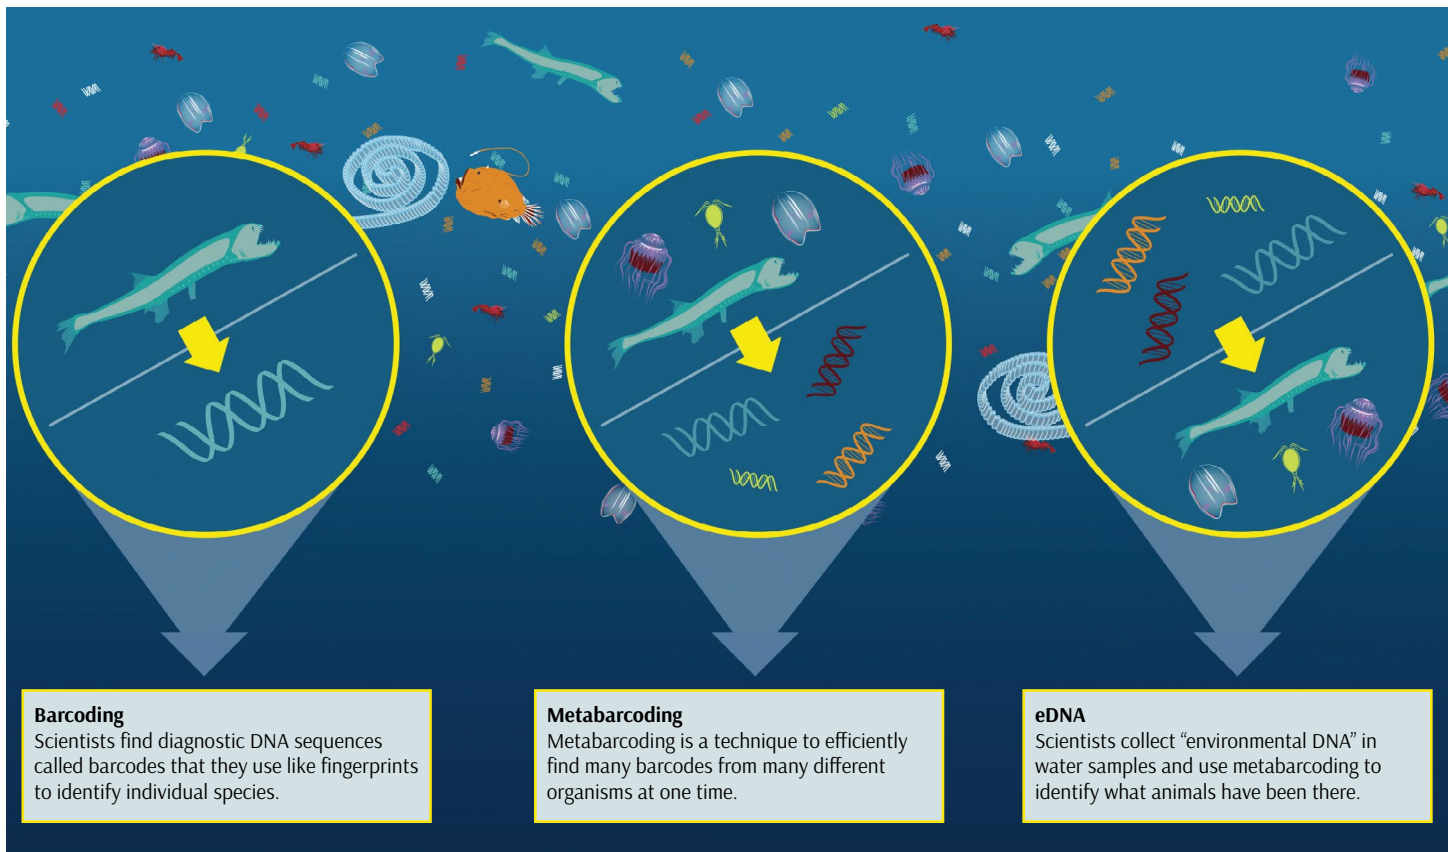 Barcoding
Scientists find diagnostic DNA sequences
called barcodes that they use like fingerprints
to identify individual species.
Metabarcoding
Metabarcoding is a technique to efficiently
find many barcodes from many different
organisms at one time.
eDNA
Scientists collect “environmental DNA” in
water samples and use metabarcoding to
identify what animals have been there.